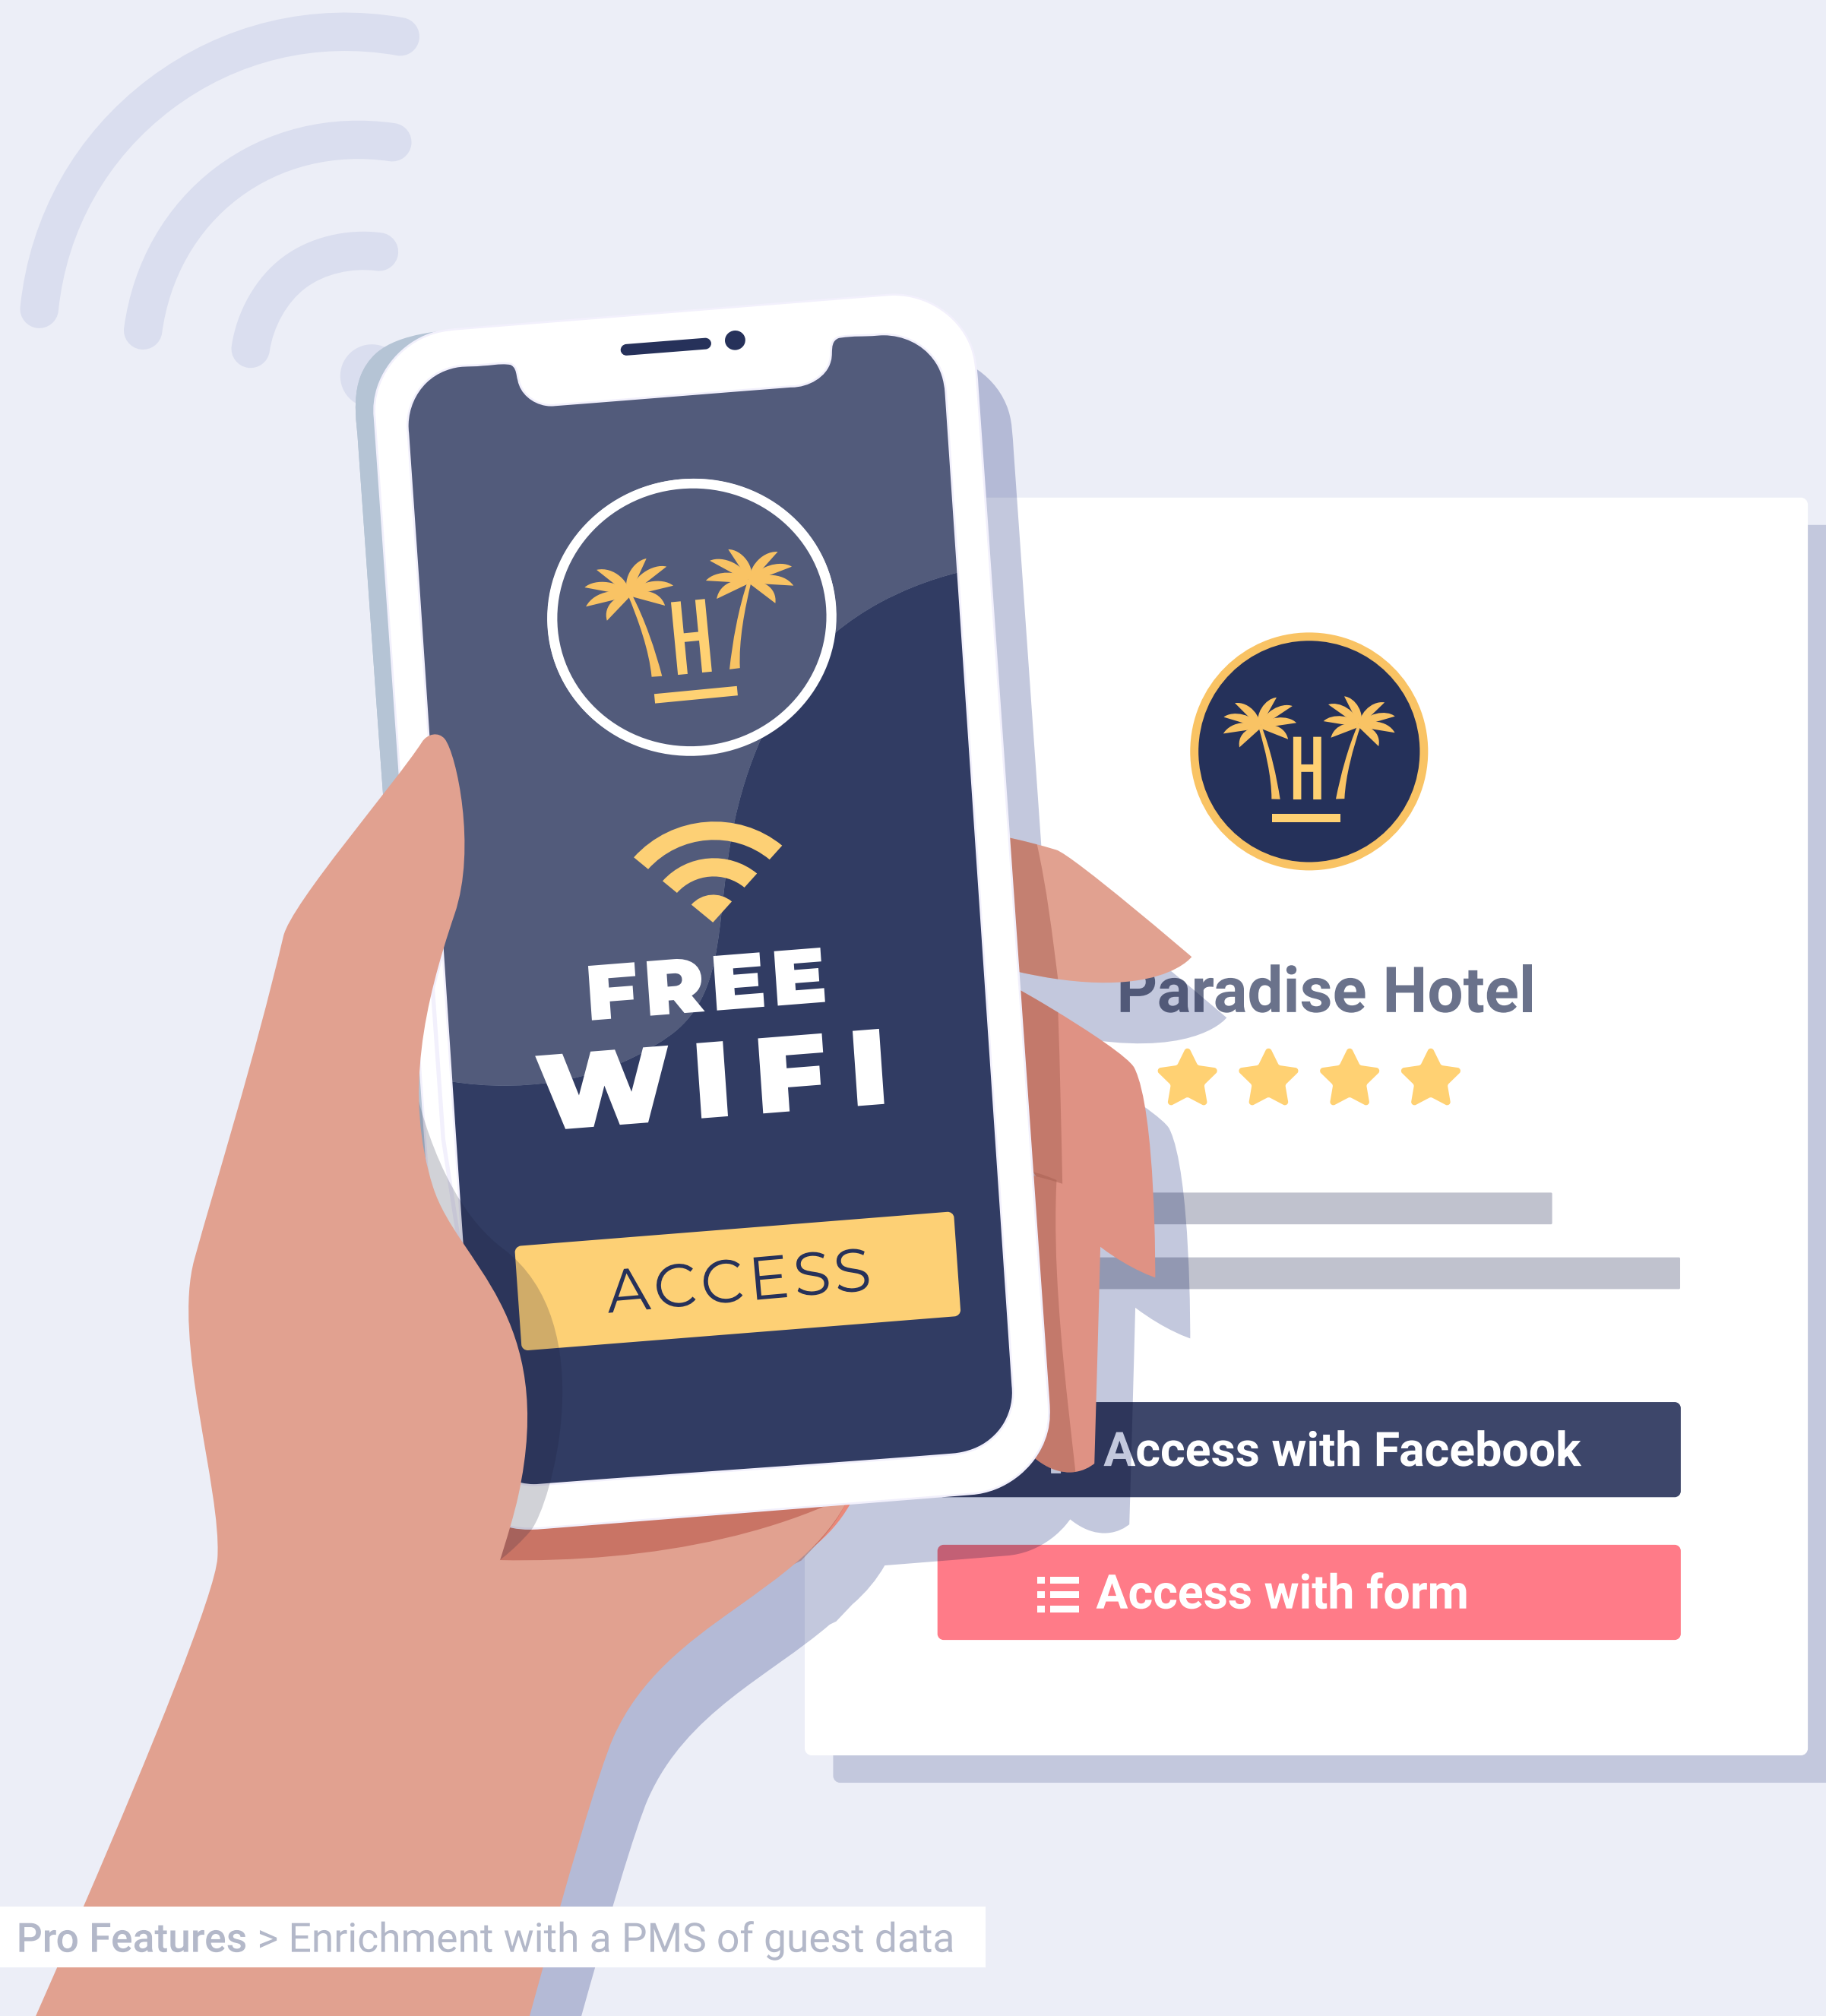 H
FREE
WIFI
ACCESS
H
Paradise Hotel
Access with Facebook
Access with form
Pro Features > Enrichment with a PMS of guest data